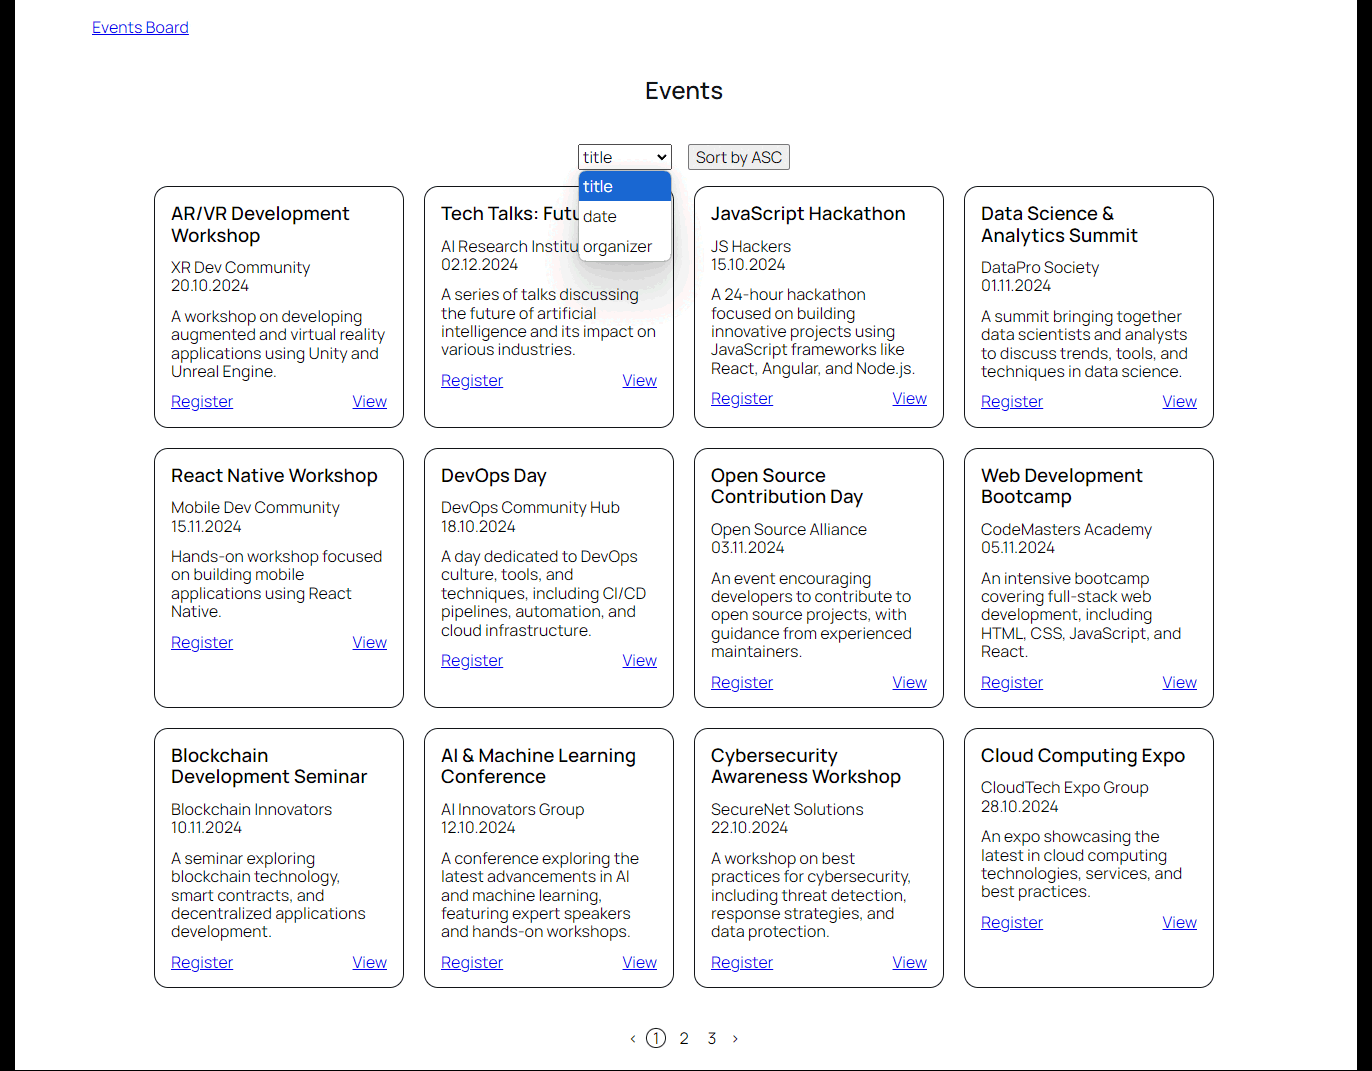 Events Board
Events
title
Sort by ASC
title
date
organizer
AR/VR Development
Workshop
XR Dev Community
20.10.2024
A workshop on developing
augmented and virtual reality
applications using Unity and
Unreal Engine.
Register
View
Tech Talks:
AI Research
02.12.2024
A series of talks discussing
the future of artificial
intelligence and its impact on
various industries.
Register
View
JavaScript Hackathon
JS Hackers
15.10.2024
A 24-hour hackathon
focused on building
innovative projects using
JavaScript frameworks like
React, Angular, and Node.js.
Register
View
Data Science &
Analytics Summit
DataPro Society
01.11.2024
A summit bringing together
data scientists and analysts
to discuss trends, tools, and
techniques in data science.
Register
View
React Native Workshop
Mobile Dev Community
15.11.2024
Hands-on workshop focused
on building mobile
applications using React
Native.
Register
View
DevOps Day
DevOps Community Hub
18.10.2024
A day dedicated to DevOps
culture, tools, and
techniques, including CI/CD
pipelines, automation, and
cloud infrastructure.
Register
View
Open Source
Contribution Day
Open Source Alliance
03.11.2024
An event encouraging
developers to contribute to
open source projects, with
guidance from experienced
maintainers.
Register
View
Web Development
Bootcamp
CodeMasters Academy
05.11.2024
An intensive bootcamp
covering full-stack web
development, including
HTML, CSS, JavaScript, and
React.
Register
View
Blockchain
Development Seminar
Blockchain Innovators
10.11.2024
A seminar exploring
blockchain technology,
smart contracts, and
decentralized applications
development.
Register
View
AI & Machine Learning
Conference
AI Innovators Group
12.10.2024
A conference exploring the
latest advancements in AI
and machine learning,
featuring expert speakers
and hands-on workshops.
Register
View
Cybersecurity
Awareness Workshop
SecureNet Solutions
22.10.2024
A workshop on best
practices for cybersecurity,
including threat detection,
response strategies, and
data protection.
Register
View
Cloud Computing Expo
CloudTech Expo Group
28.10.2024
An expo showcasing the
latest in cloud computing
technologies, services, and
best practices.
Register
View
< 1 2 3 >